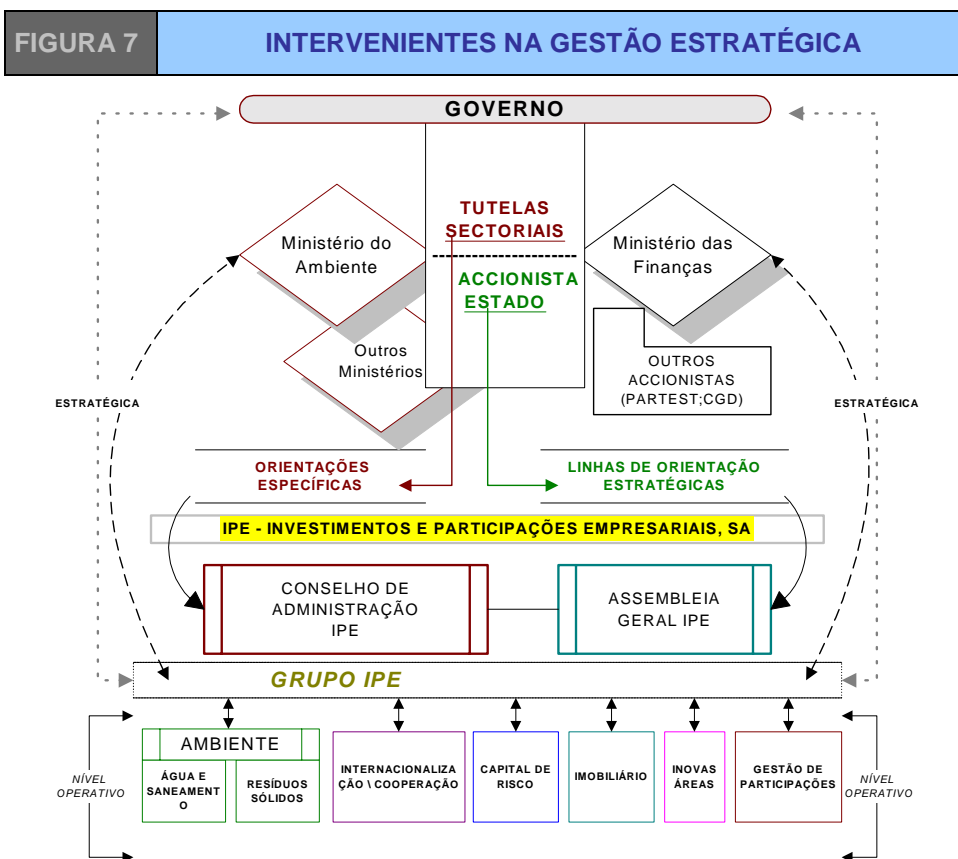 FIGURA 7
INTERVENIENTES NA GESTÃO ESTRATÉGICA
GOVERNO
TUTELAS
SECTORIAIS
Ministério do
Ambiente
Ministério das
Finanças
ACCIONISTA
ESTADO
Outros
Ministérios
OUTROS
ACCIONISTAS
(PARTEST;CGD)
ESTRATÉGICA
ESTRATÉGICA
ORIENTAÇÕES
ESPECÍFICAS
LINHAS DE ORIENTAÇÃO
ESTRATÉGICAS
IPE - INVESTIMENTOS E PARTICIPAÇÕES EMPRESARIAIS, SA
CONSELHO DE
ADMINISTRAÇÃO
IPE
ASSEMBLEIA
GERAL IPE
GRUPO IPE
AMBIENTE
ÁGUA E
SANEAMENT
O
RESÍDUOS
SÓLIDOS
INTERNACIONALIZA
ÇÃO \ COOPERAÇÃO
CAPITAL DE
RISCO
IMOBILIÁRIO
INOVAS
ÁREAS
GESTÃO DE
PARTICIPAÇÕES
NÍVEL
OPERATIVO
NÍVEL
OPERATIVO